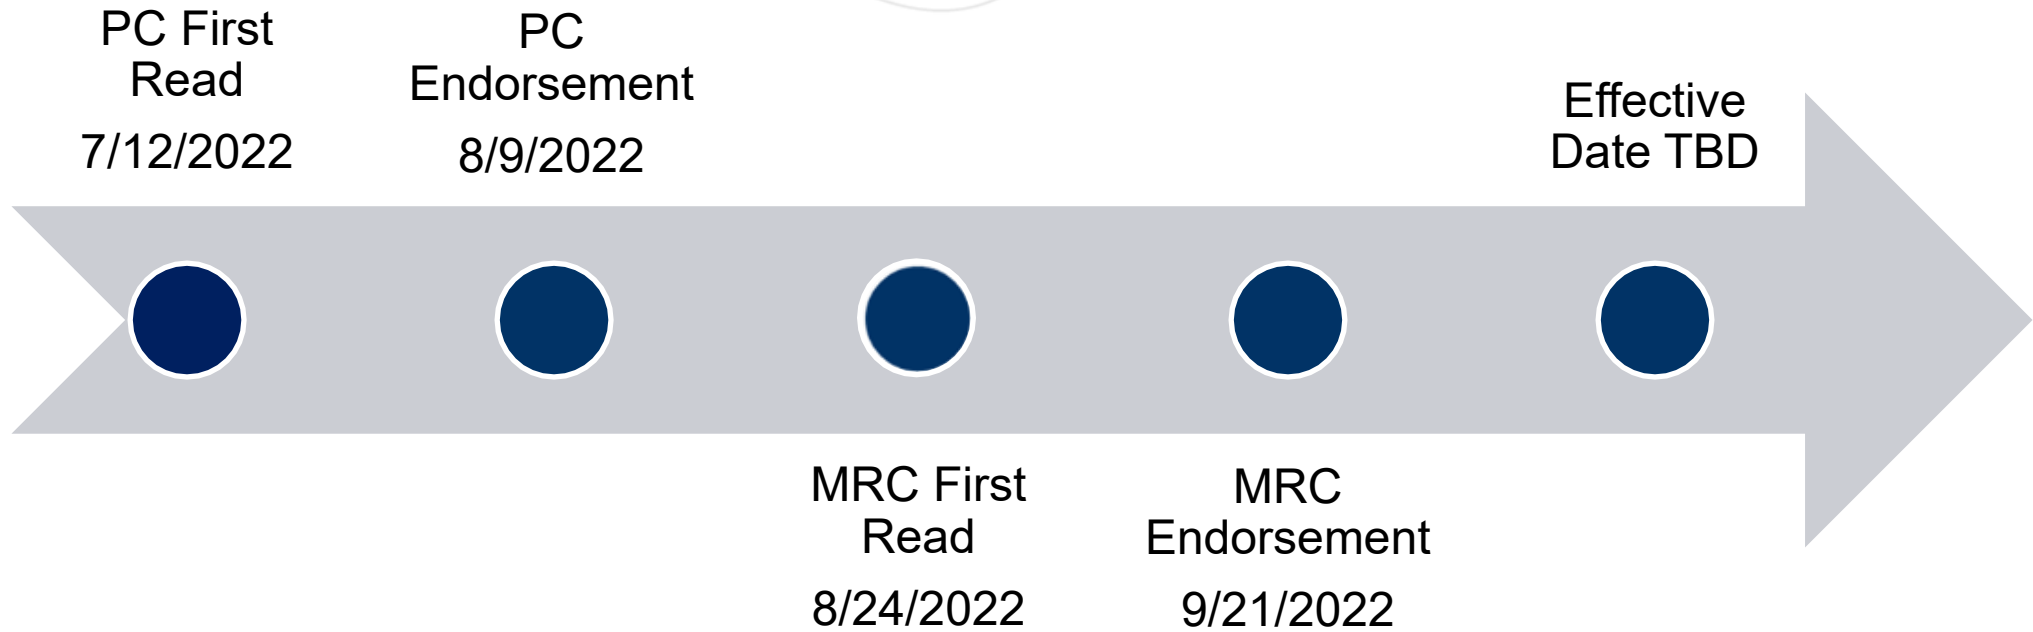 PC First
Read
7/12/2022
PC
Endorsement
8/9/2022
MRC First
Read
8/24/2022
MRC
Endorsement
9/21/2022
Effective
Date TBD